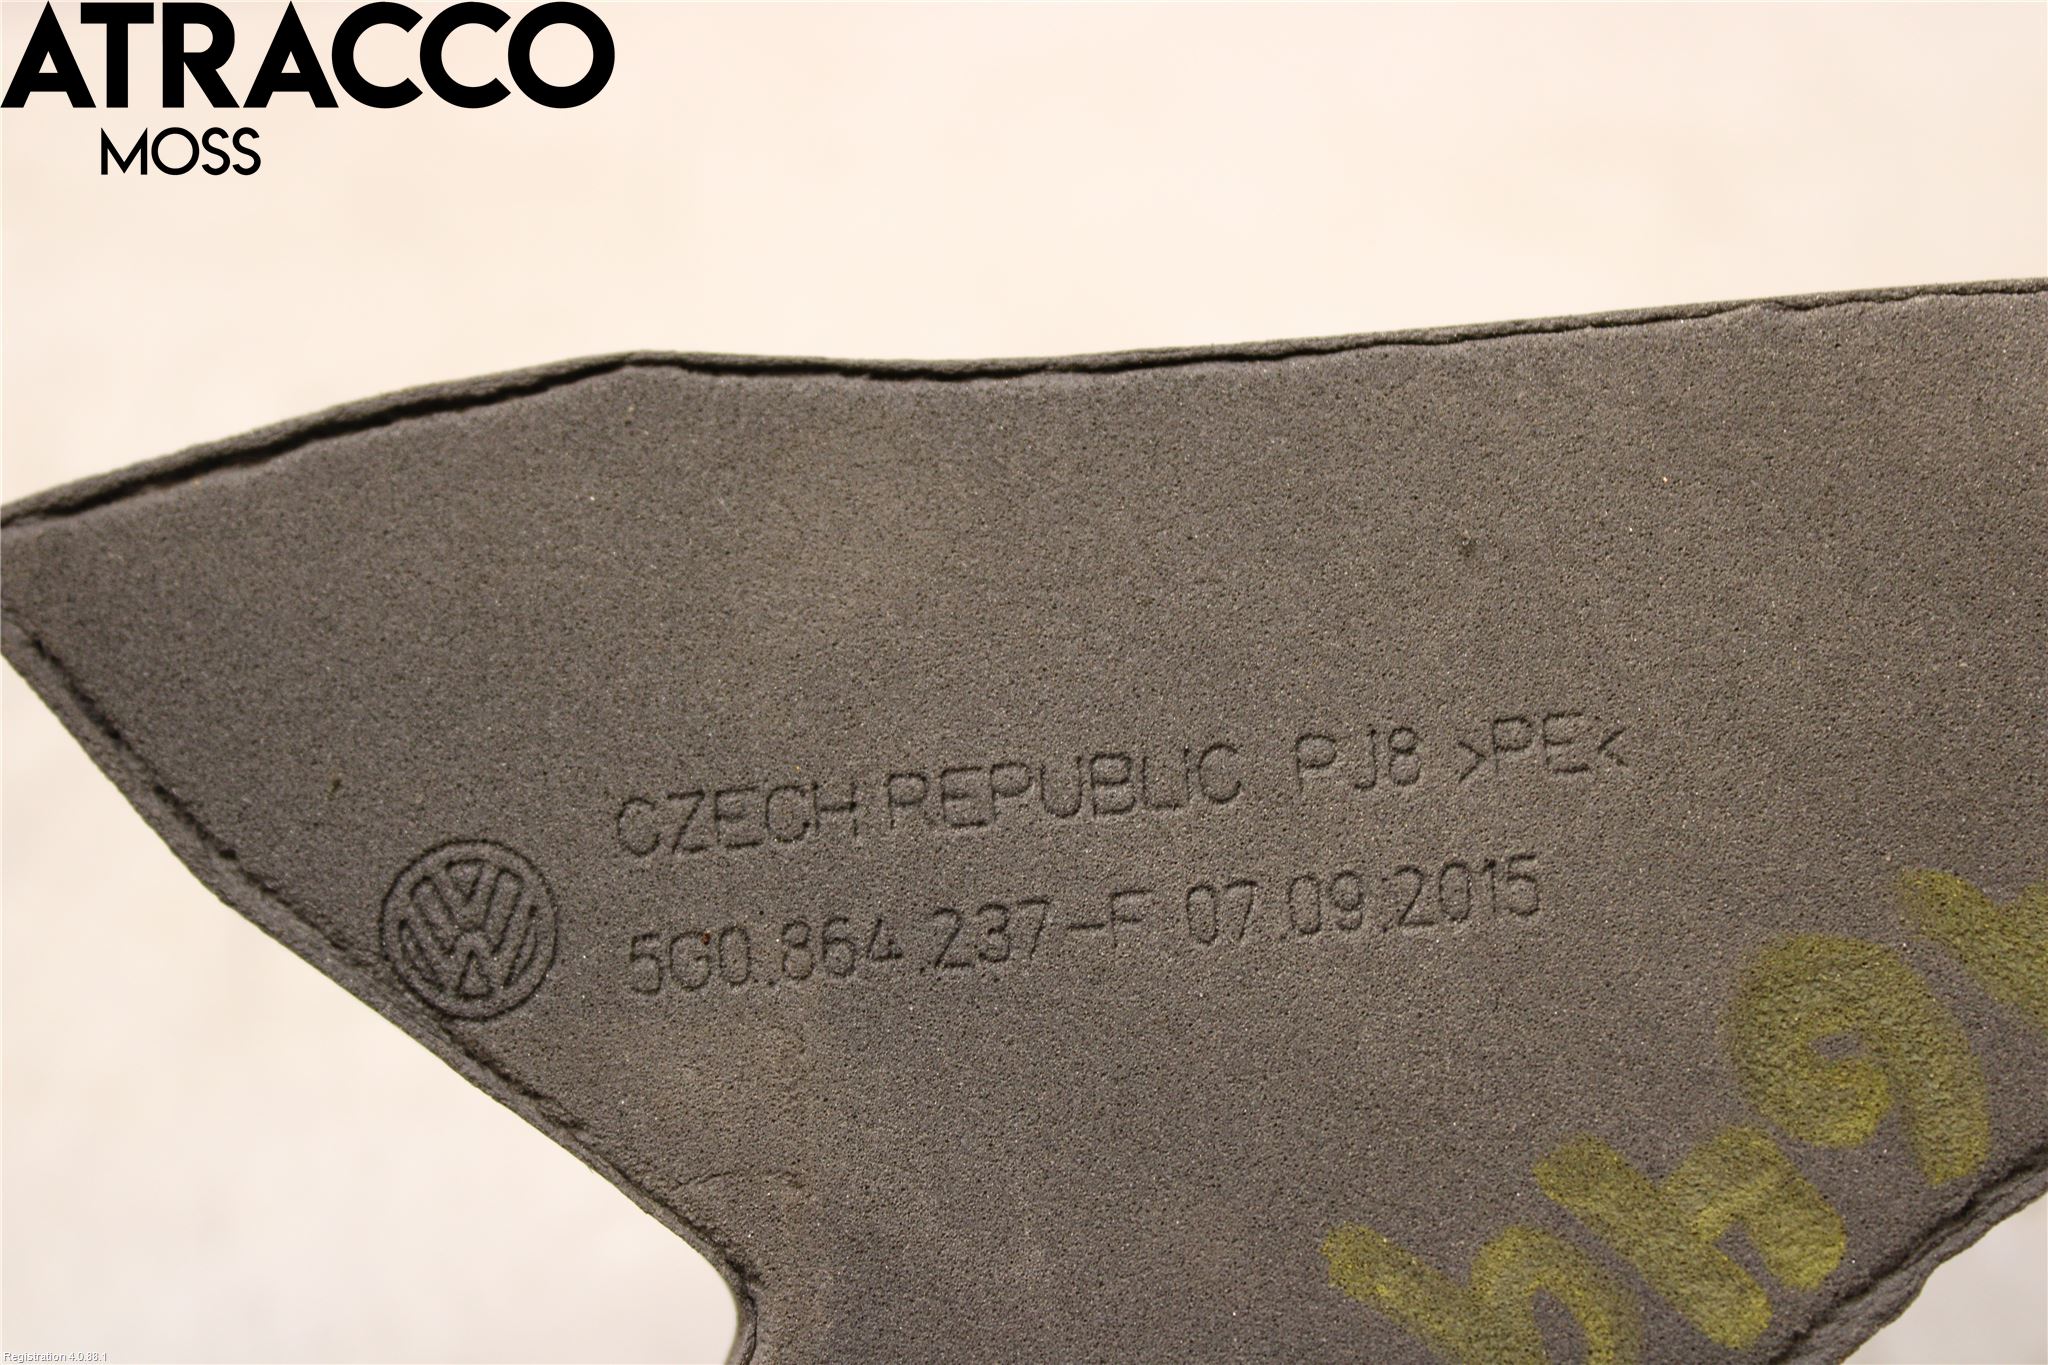 ATRACCO
MOSS
CZECH REPUBLIC PJ8 >PE<
5G0.864.237-F 07.09.2015
Registration 4.0.88.1